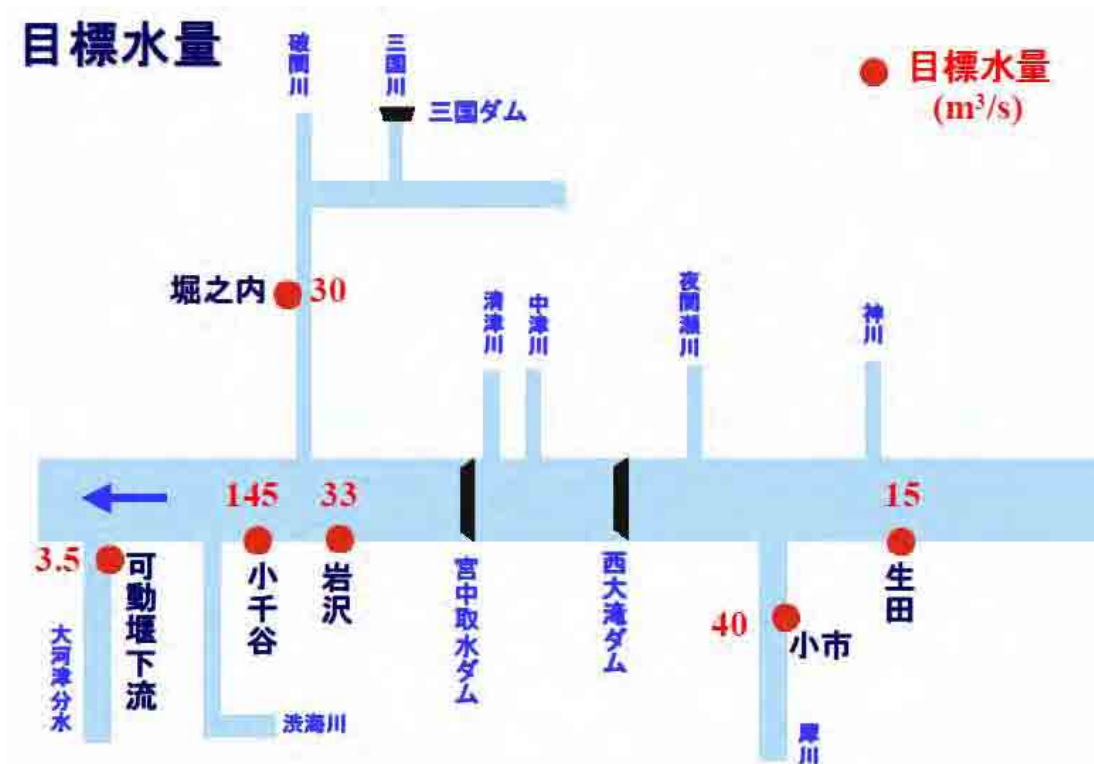 目標水量
破間川
三国川
三国ダム
目標水量
(m³/s)
堀之内
30
清津川
中津川
夜間瀬川
神川
145
33
15
3.5
可動堰下流
小千谷
岩沢
宮中取水ダム
西大滝ダム
生田
40
小市
大河津分水
渋海川
犀川